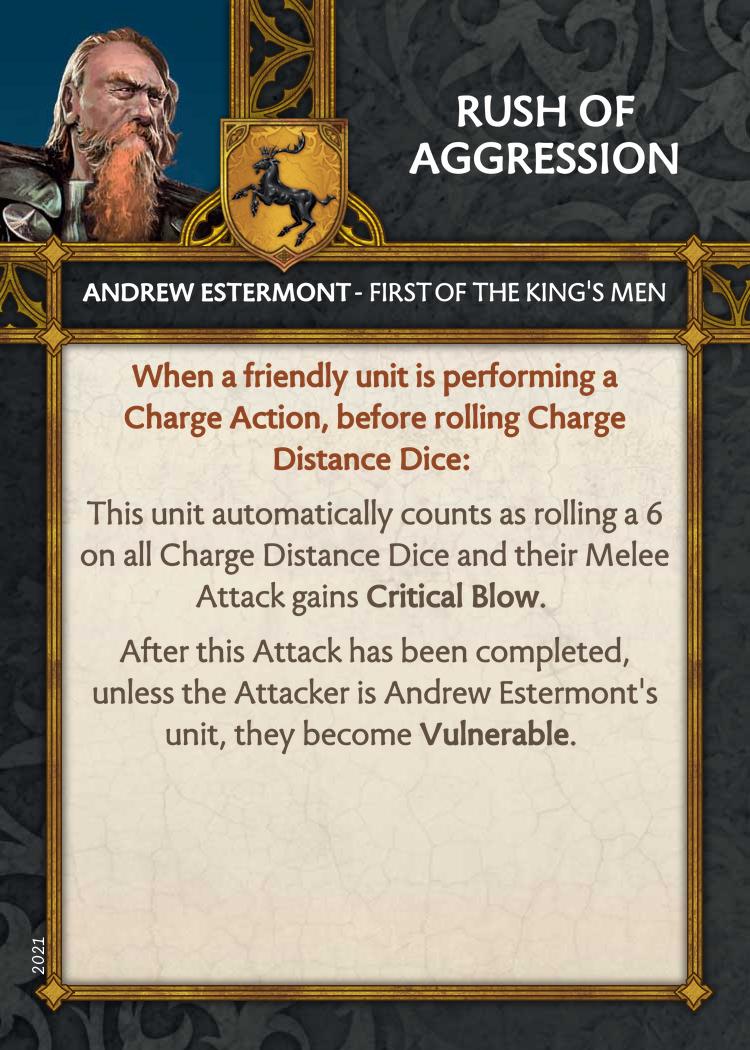 RUSH OF
AGGRESSION
ANDREW ESTERMONT - FIRST OF THE KING'S MEN
When a friendly unit is performing a
Charge Action, before rolling Charge
Distance Dice:
This unit automatically counts as rolling a 6
on all Charge Distance Dice and their Melee
Attack gains Critical Blow.
After this Attack has been completed,
unless the Attacker is Andrew Estermont's
unit, they become Vulnerable.
2021